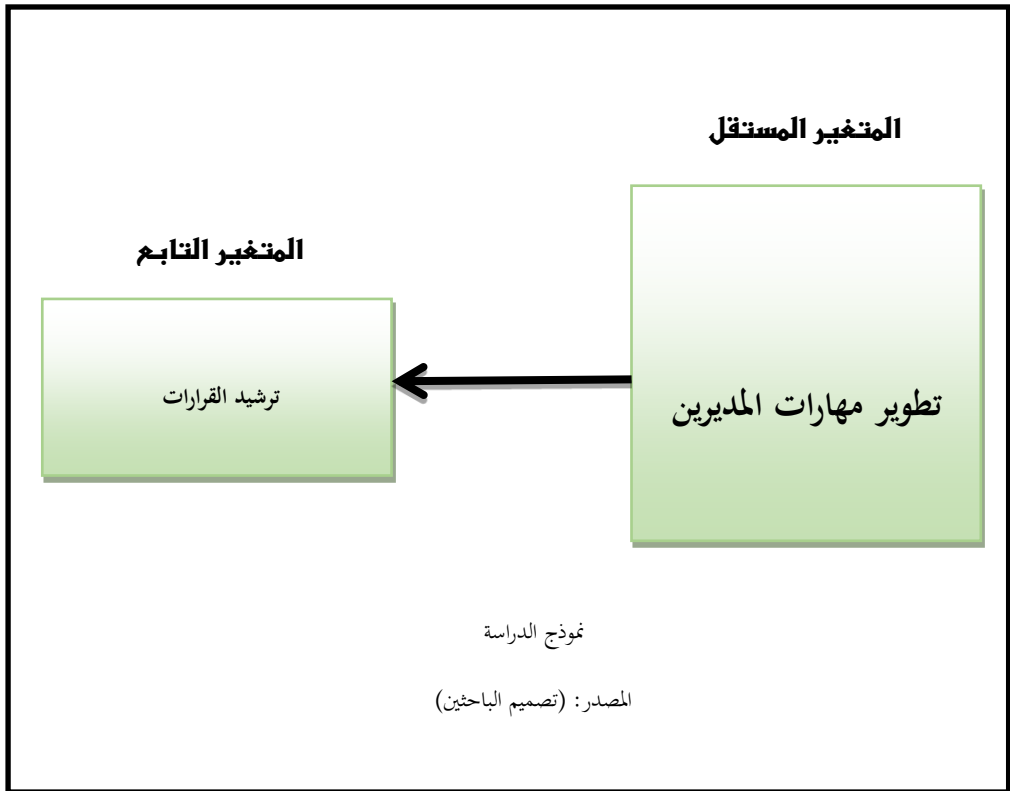 المتغير المستقل
تطوير مهارات المديرين
المتغير التابع
ترشيد القرارات
نموذج الدراسة
المصدر: (تصميم الباحثين)